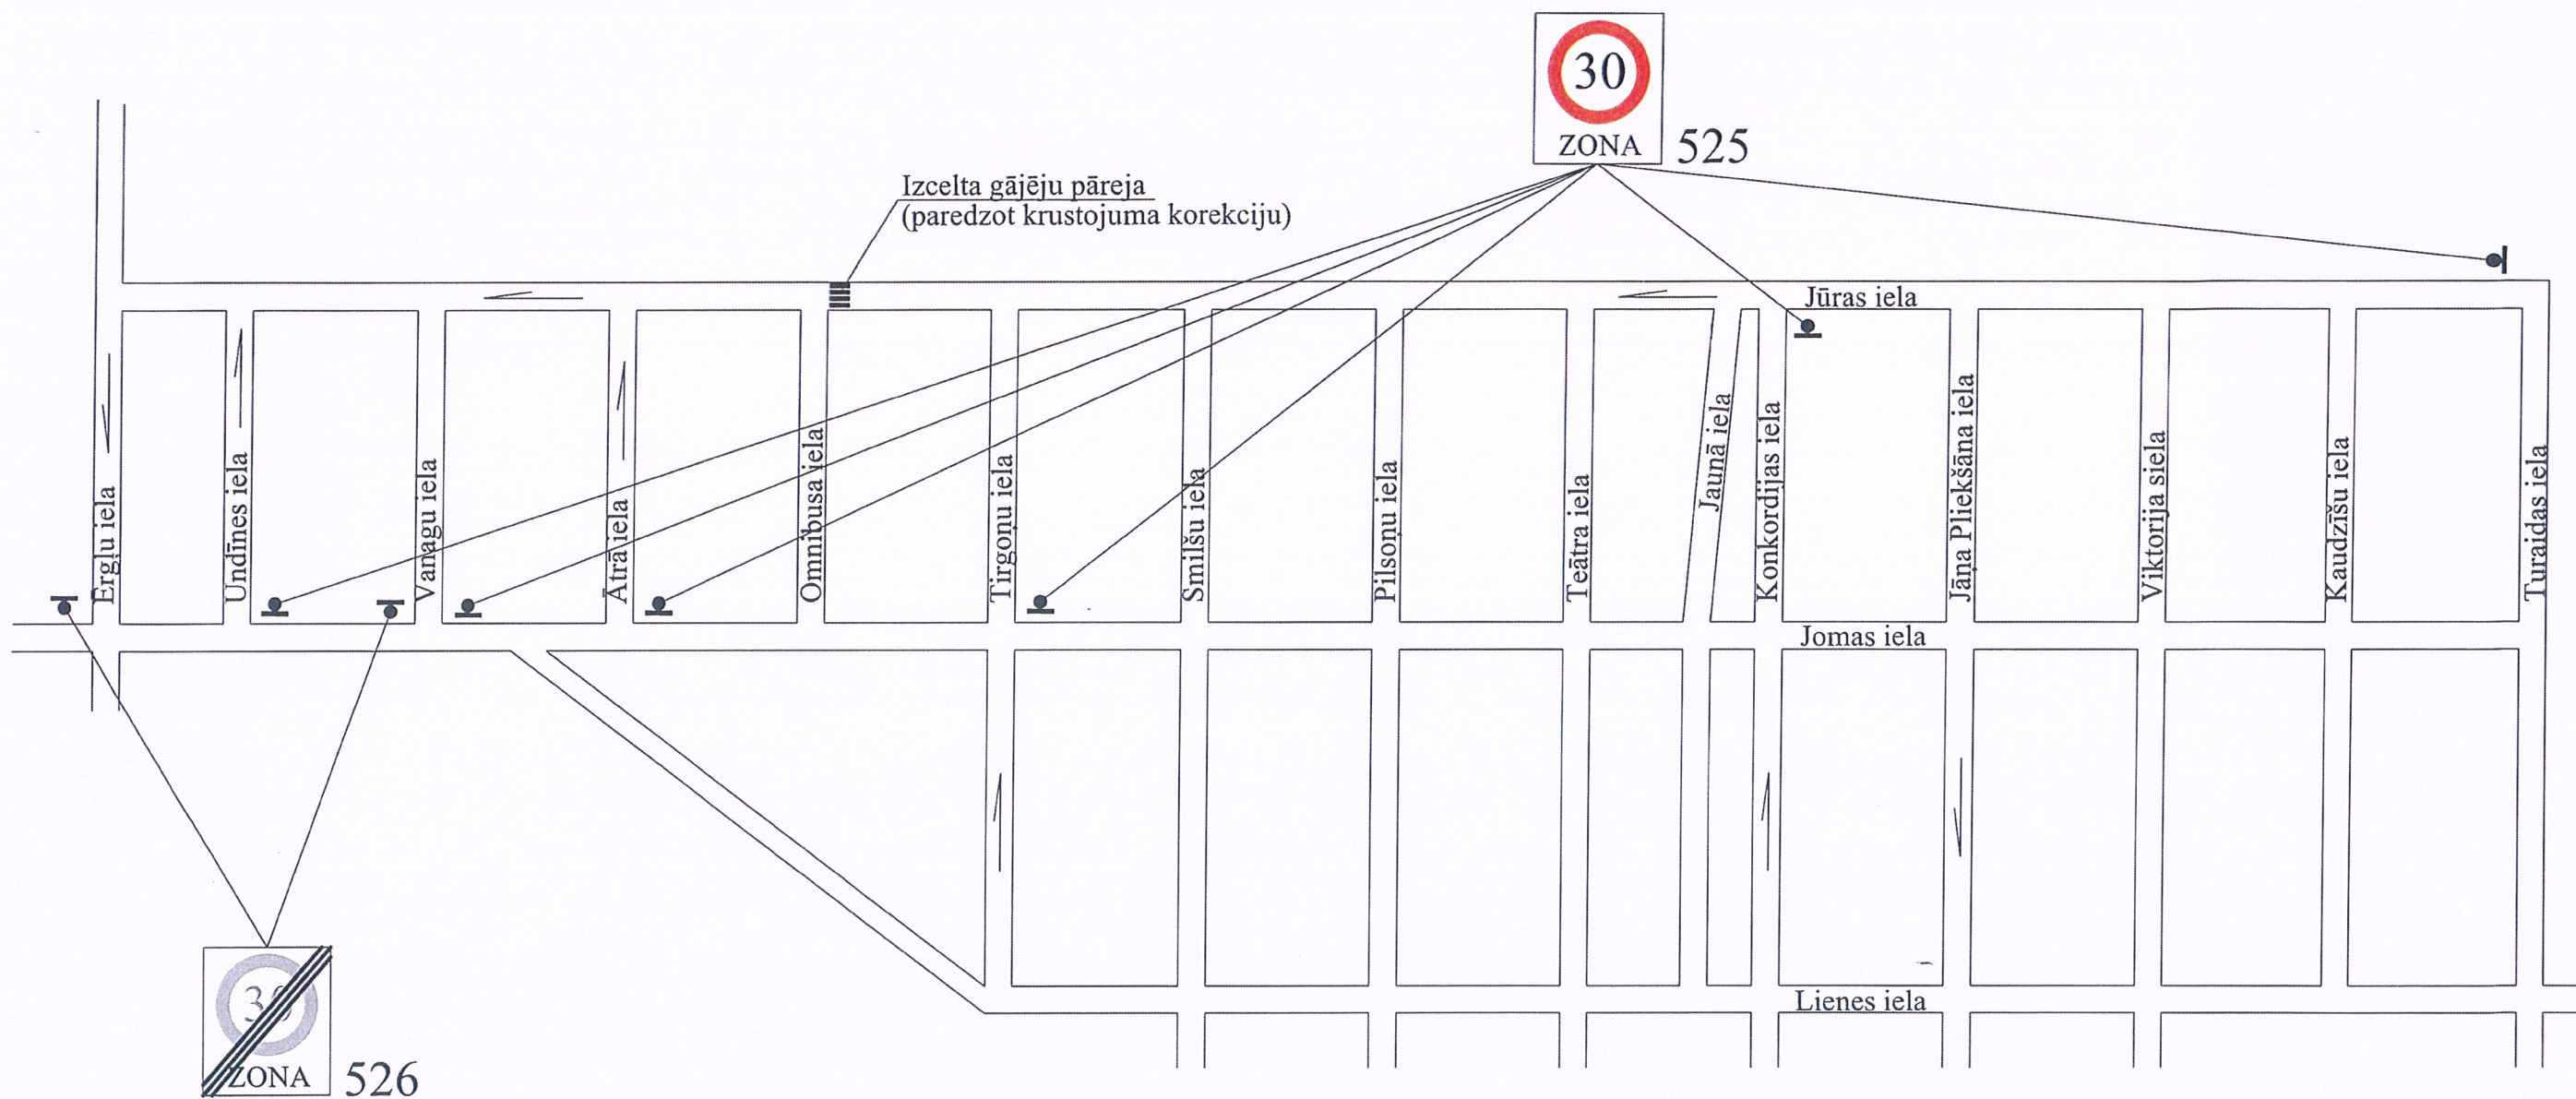 30
ZONA
525
Izcelta gājēju pāreja
(paredzot krustojuma korekciju)
Jūras iela
Ērgļu iela
Undīnes iela
Vanagu iela
Ātrā iela
Omnibusa iela
Tirgoņu iela
Smilšu iela
Pilsoņu iela
Teātra iela
Jaunā iela
Konkordijas iela
Jāņa Pliekšāna iela
Viktorija siela
Kaudzīšu iela
Turaidas iela
Jomas iela
Lienes iela
30
ZONA
526